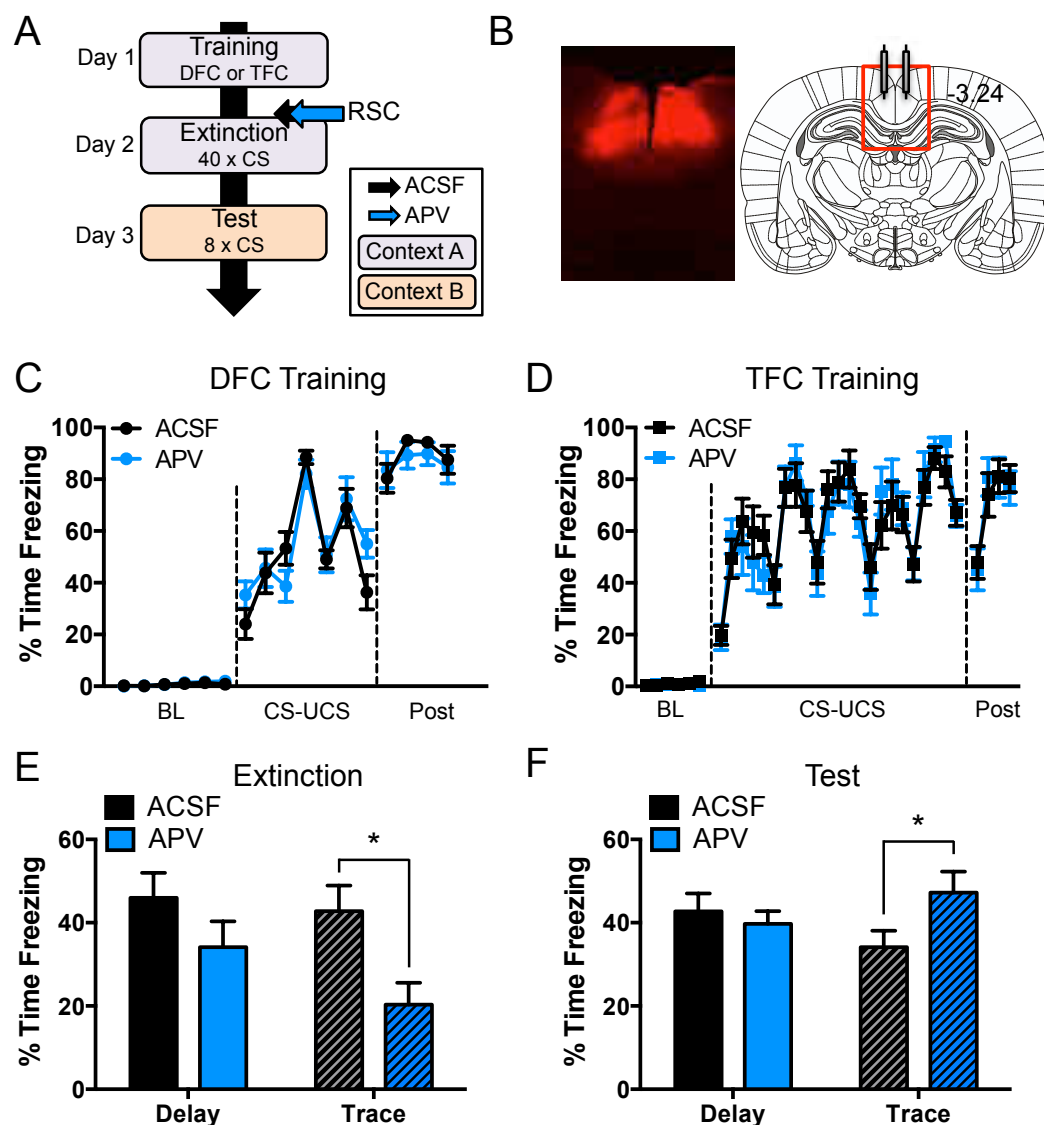 A
Day 1
Training
DFC or TFC
RSC
Day 2
Extinction
40 x CS
Day 3
Test
8 x CS
ACSF
APV
Context A
Context B
B
-3.24
C
DFC Training
ACSF
APV
% Time Freezing
100
80
60
40
20
0
BL
CS-UCS
Post
D
TFC Training
ACSF
APV
% Time Freezing
100
80
60
40
20
0
BL
CS-UCS
Post
E
Extinction
ACSF
APV
% Time Freezing
60
40
20
0
*
Delay
Trace
F
Test
ACSF
APV
% Time Freezing
60
40
20
0
*
Delay
Trace